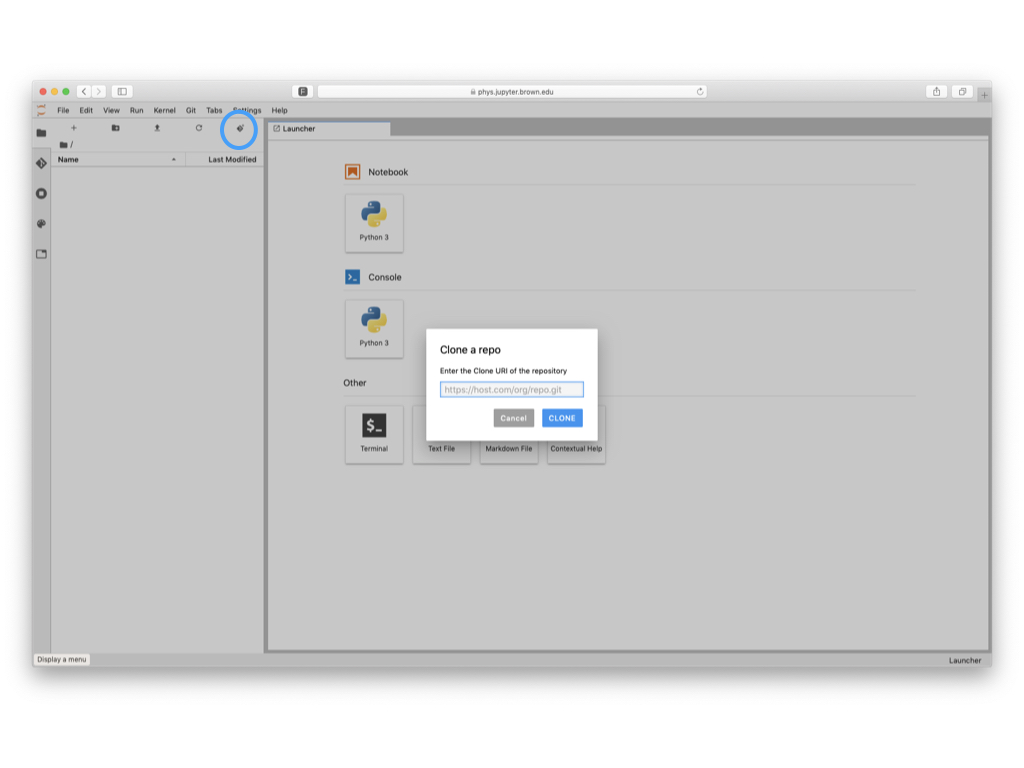 phys.jupyter.brown.edu
File Edit View Run Kernel Git Tabs Settings Help
Launcher
/
Name Last Modified
Notebook
Python 3
Console
Python 3
Clone a repo
Enter the Clone URI of the repository
https://host.com/org/repo.git
Cancel CLONE
Other
$_
Terminal Text File Markdown File Contextual Help
Display a menu Launcher